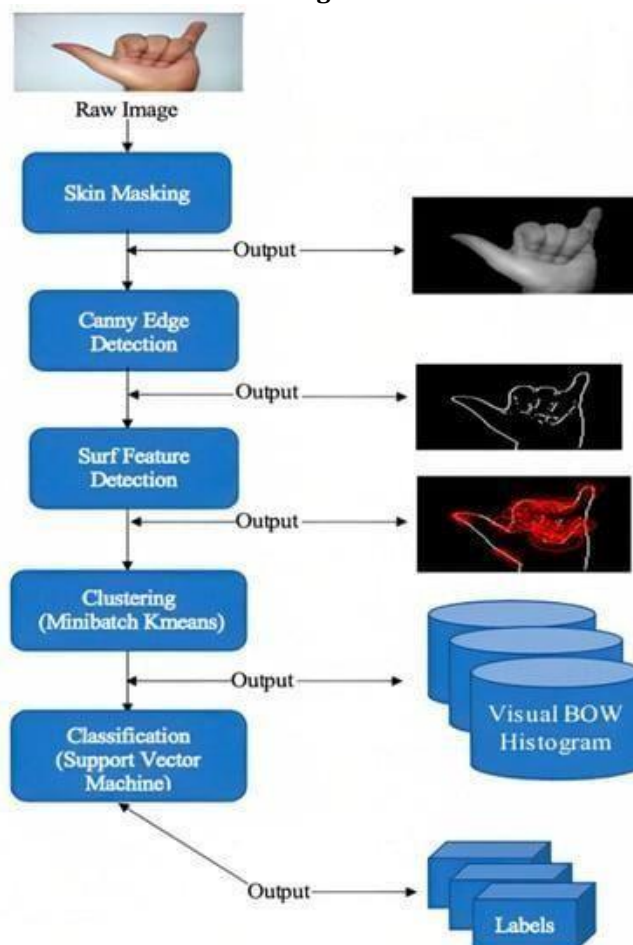 Raw Image
Skin Masking
Output
Canny Edge
Detection
Output
Surf Feature
Detection
Output
Clustering
(Minibatch Kmeans)
Output
Visual BOW
Histogram
Classification
(Support Vector
Machine)
Output
Labels